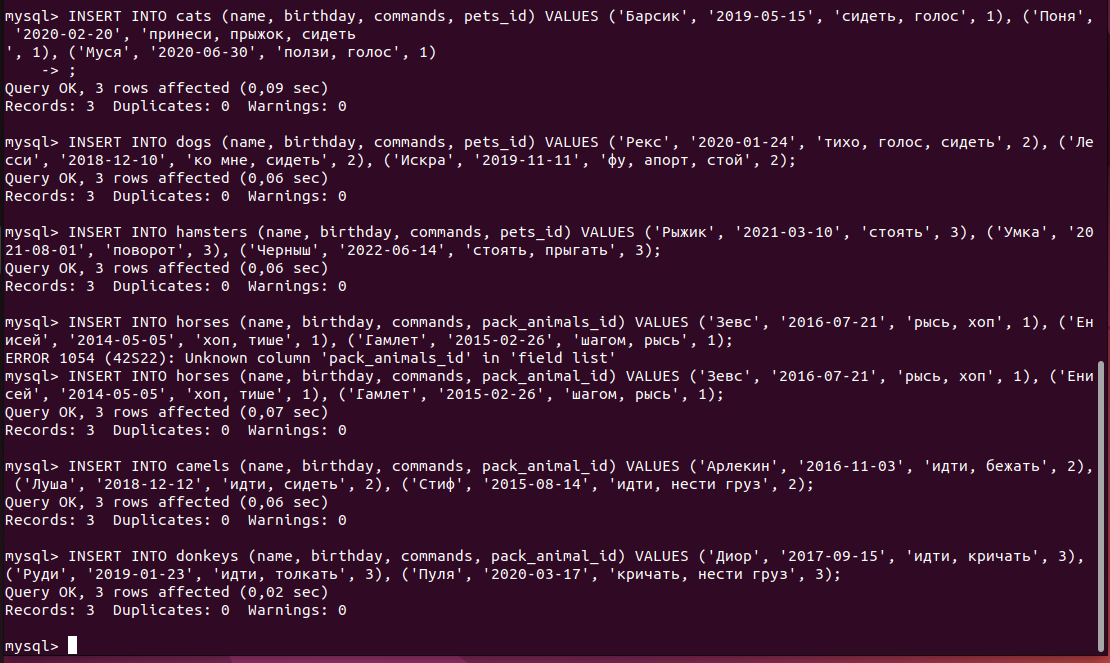 mysql> INSERT INTO cats (name, birthday, commands, pets_id) VALUES ('Барсик', '2019-05-15', 'сидеть, голос', 1), ('Поня',
 '2020-02-20', 'принеси, прыжок, сидеть
', 1), ('Муся', '2020-06-30', 'ползи, голос', 1)
    -> ;
Query OK, 3 rows affected (0,09 sec)
Records: 3  Duplicates: 0  Warnings: 0

mysql> INSERT INTO dogs (name, birthday, commands, pets_id) VALUES ('Рекс', '2020-01-24', 'тихо, голос, сидеть', 2), ('Ле
сси', '2018-12-10', 'ко мне, сидеть', 2), ('Искра', '2019-11-11', 'фу, апорт, стой', 2);
Query OK, 3 rows affected (0,06 sec)
Records: 3  Duplicates: 0  Warnings: 0

mysql> INSERT INTO hamsters (name, birthday, commands, pets_id) VALUES ('Рыжик', '2021-03-10', 'стоять', 3), ('Умка', '20
21-08-01', 'поворот', 3), ('Черныш', '2022-06-14', 'стоять, прыгать', 3);
Query OK, 3 rows affected (0,06 sec)
Records: 3  Duplicates: 0  Warnings: 0

mysql> INSERT INTO horses (name, birthday, commands, pack_animals_id) VALUES ('Зевс', '2016-07-21', 'рысь, хоп', 1), ('Ен
исей', '2014-05-05', 'хоп, тише', 1), ('Гамлет', '2015-02-26', 'шагом, рысь', 1);
ERROR 1054 (42S22): Unknown column 'pack_animals_id' in 'field list'
mysql> INSERT INTO horses (name, birthday, commands, pack_animal_id) VALUES ('Зевс', '2016-07-21', 'рысь, хоп', 1), ('Ени
сей', '2014-05-05', 'хоп, тише', 1), ('Гамлет', '2015-02-26', 'шагом, рысь', 1);
Query OK, 3 rows affected (0,07 sec)
Records: 3  Duplicates: 0  Warnings: 0

mysql> INSERT INTO camels (name, birthday, commands, pack_animal_id) VALUES ('Арлекин', '2016-11-03', 'идти, бежать', 2),
 ('Луша', '2018-12-12', 'идти, сидеть', 2), ('Стиф', '2015-08-14', 'идти, нести груз', 2);
Query OK, 3 rows affected (0,06 sec)
Records: 3  Duplicates: 0  Warnings: 0

mysql> INSERT INTO donkeys (name, birthday, commands, pack_animal_id) VALUES ('Диор', '2017-09-15', 'идти, кричать', 3),
('Руди', '2019-01-23', 'идти, толкать', 3), ('Пуля', '2020-03-17', 'кричать, нести груз', 3);
Query OK, 3 rows affected (0,02 sec)
Records: 3  Duplicates: 0  Warnings: 0

mysql>